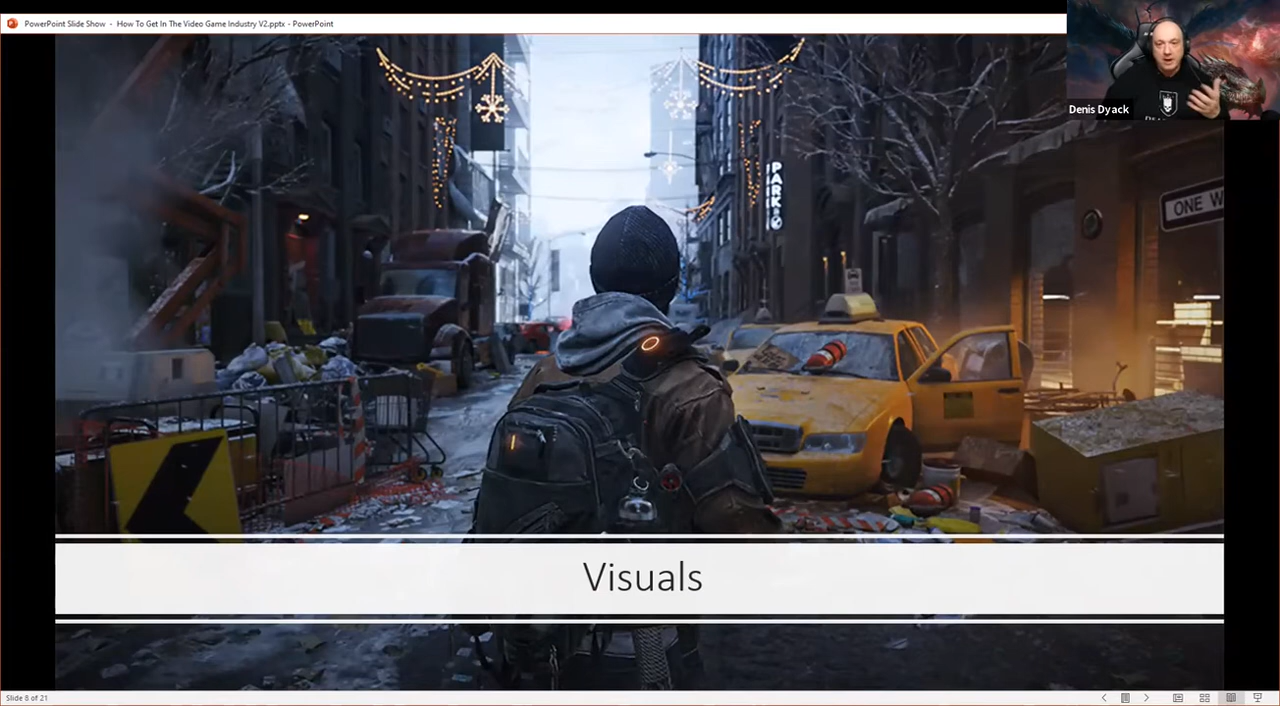 PowerPoint Slide Show - How To Get In The Video Game Industry V2.pptx - PowerPoint
Denis Dyack
PARK
ONE W
Visuals
Slide 8 of 21